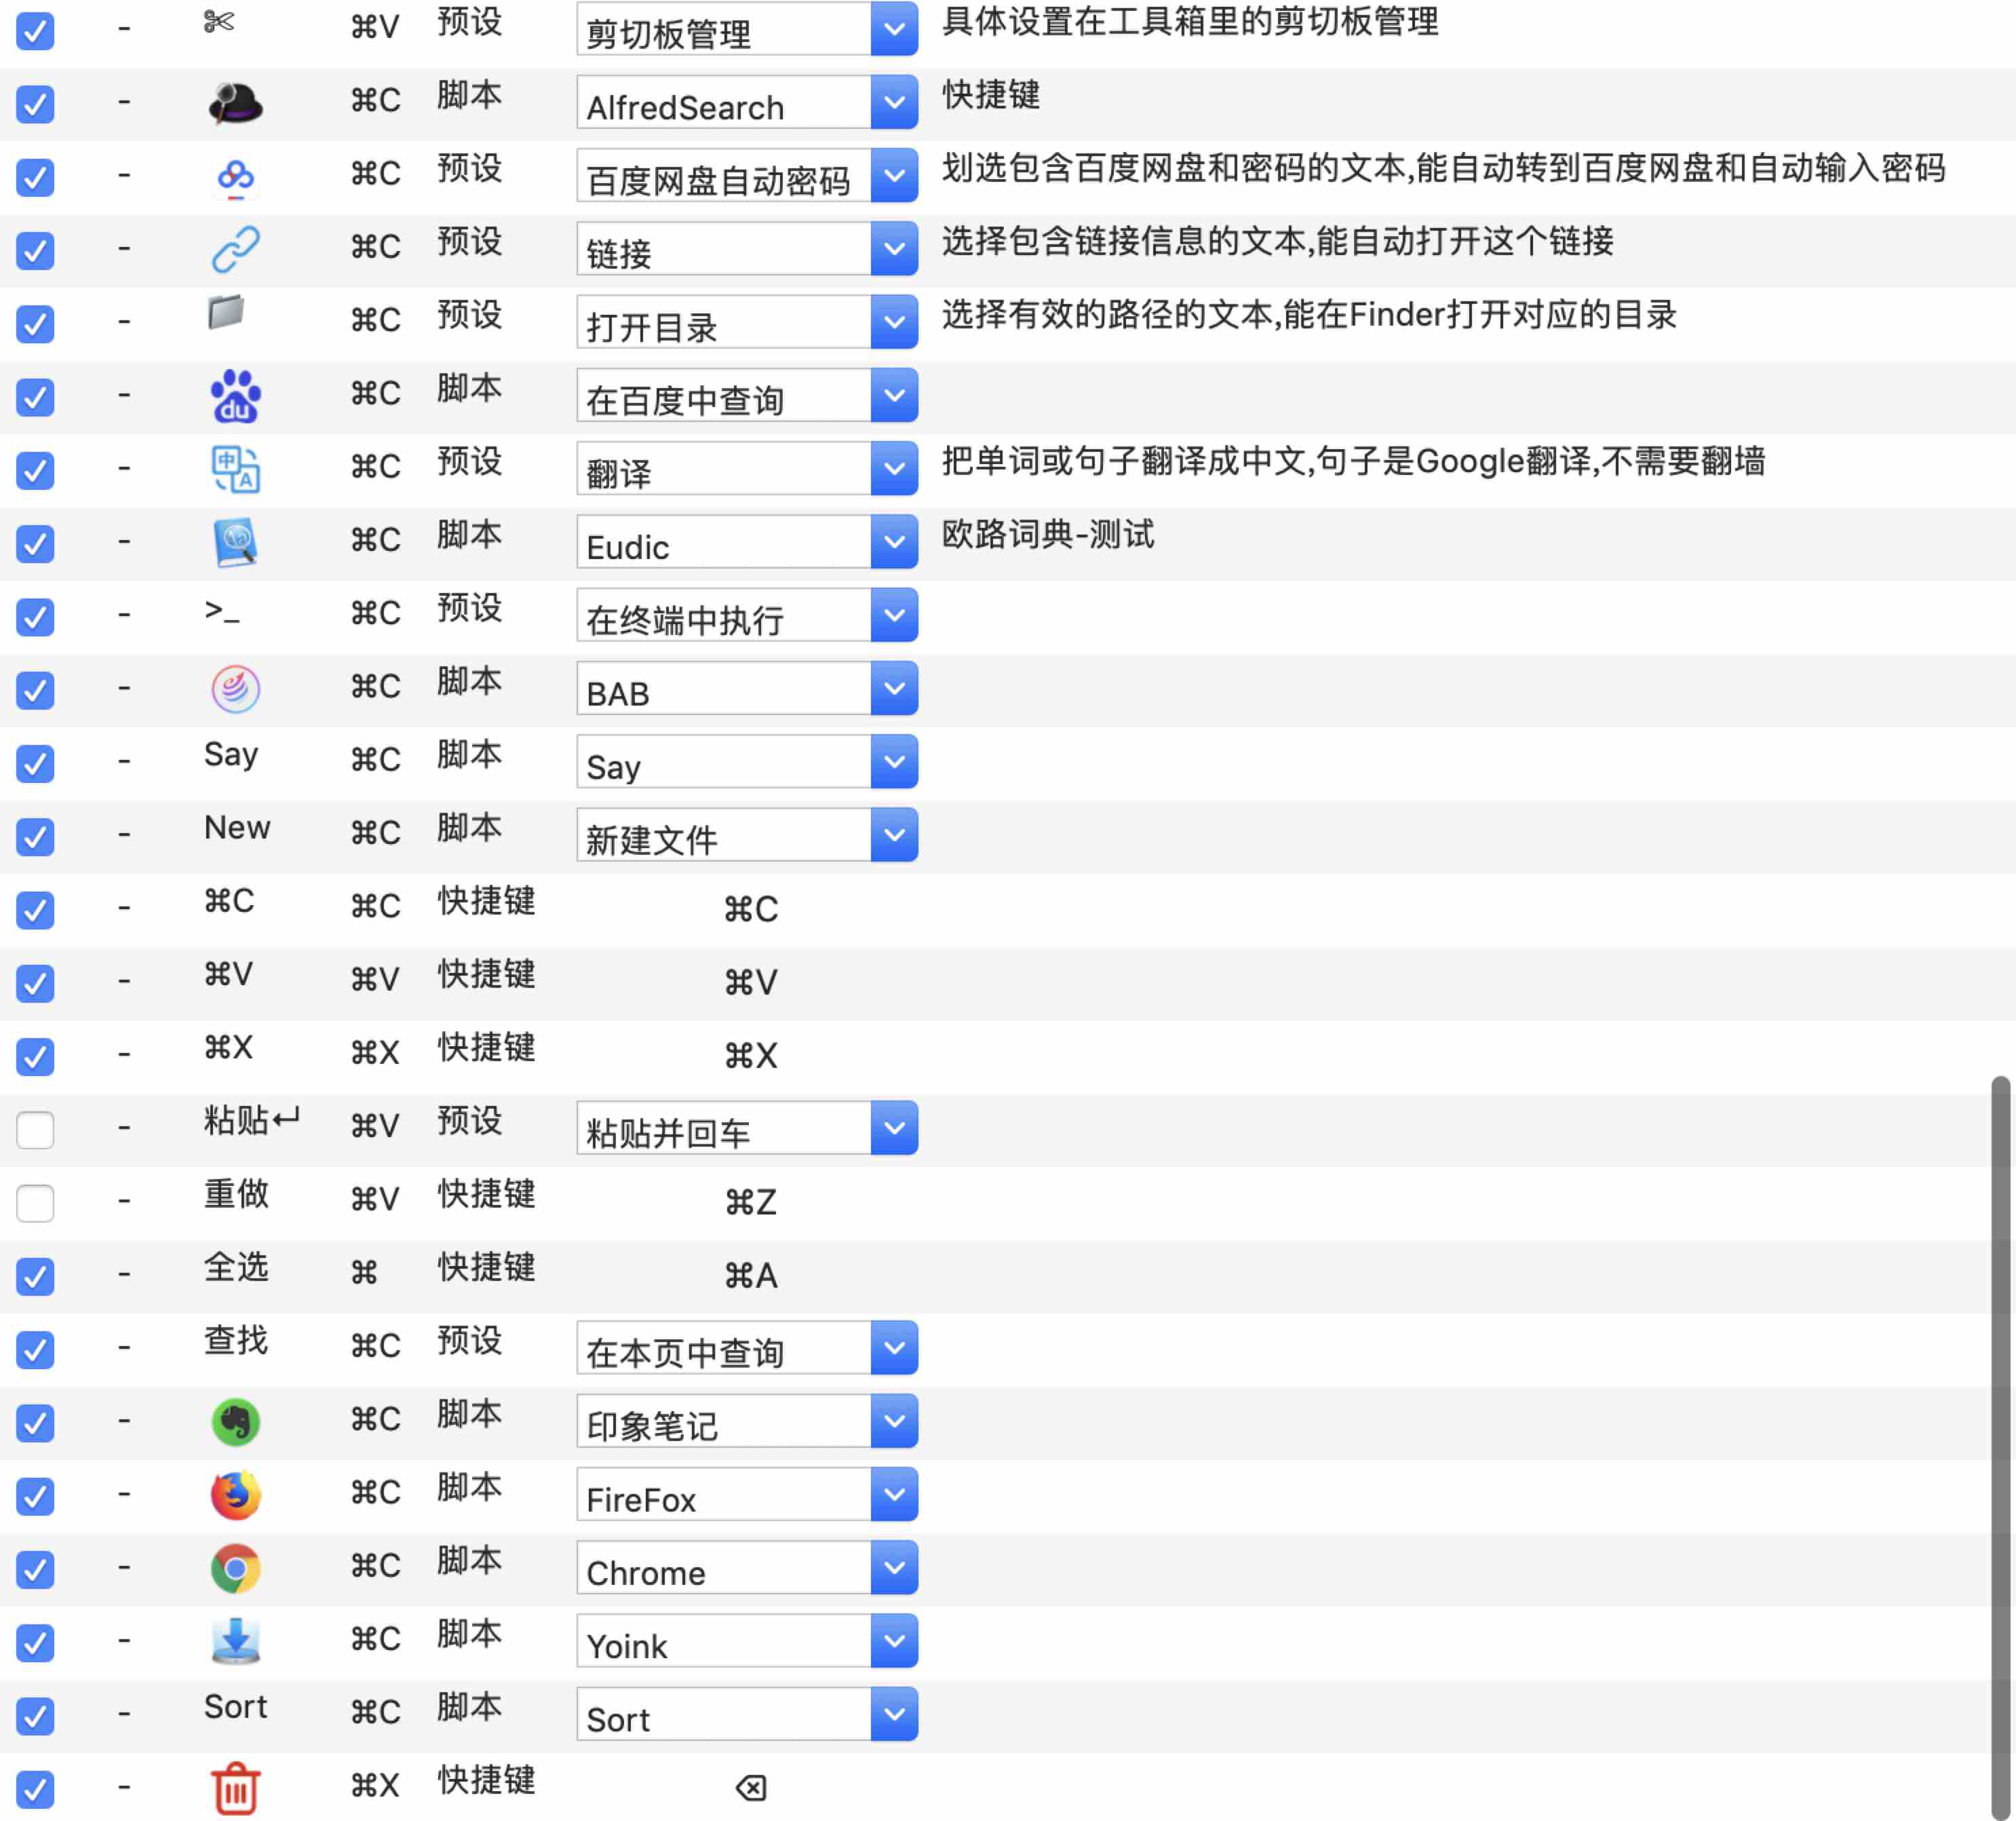 - ⌘V 预设 剪切板管理 具体设置在工具箱里的剪切板管理
- ⌘C 脚本 AlfredSearch 快捷键
- ⌘C 预设 百度网盘自动密码 划选包含百度网盘和密码的文本,能自动转到百度网盘和自动输入密码
- ⌘C 预设 链接 选择包含链接信息的文本,能自动打开这个链接
- ⌘C 预设 打开目录 选择有效的路径的文本,能在Finder打开对应的目录
- du ⌘C 脚本 在百度中查询
- 中 A ⌘C 预设 翻译 把单词或句子翻译成中文,句子是Google翻译,不需要翻墙
- ⌘C 脚本 Eudic 欧路词典-测试
- >_ ⌘C 预设 在终端中执行
- ⌘C 脚本 BAB
- Say ⌘C 脚本 Say
- New ⌘C 脚本 新建文件
- ⌘C ⌘C 快捷键 ⌘C
- ⌘V ⌘V 快捷键 ⌘V
- ⌘X ⌘X 快捷键 ⌘X
- 粘贴↵ ⌘V 预设 粘贴并回车
- 重做 ⌘V 快捷键 ⌘Z
- 全选 ⌘ 快捷键 ⌘A
- 查找 ⌘C 预设 在本页中查询
- ⌘C 脚本 印象笔记
- ⌘C 脚本 FireFox
- ⌘C 脚本 Chrome
- ⌘C 脚本 Yoink
- Sort ⌘C 脚本 Sort
- ⌘X 快捷键 ⌫